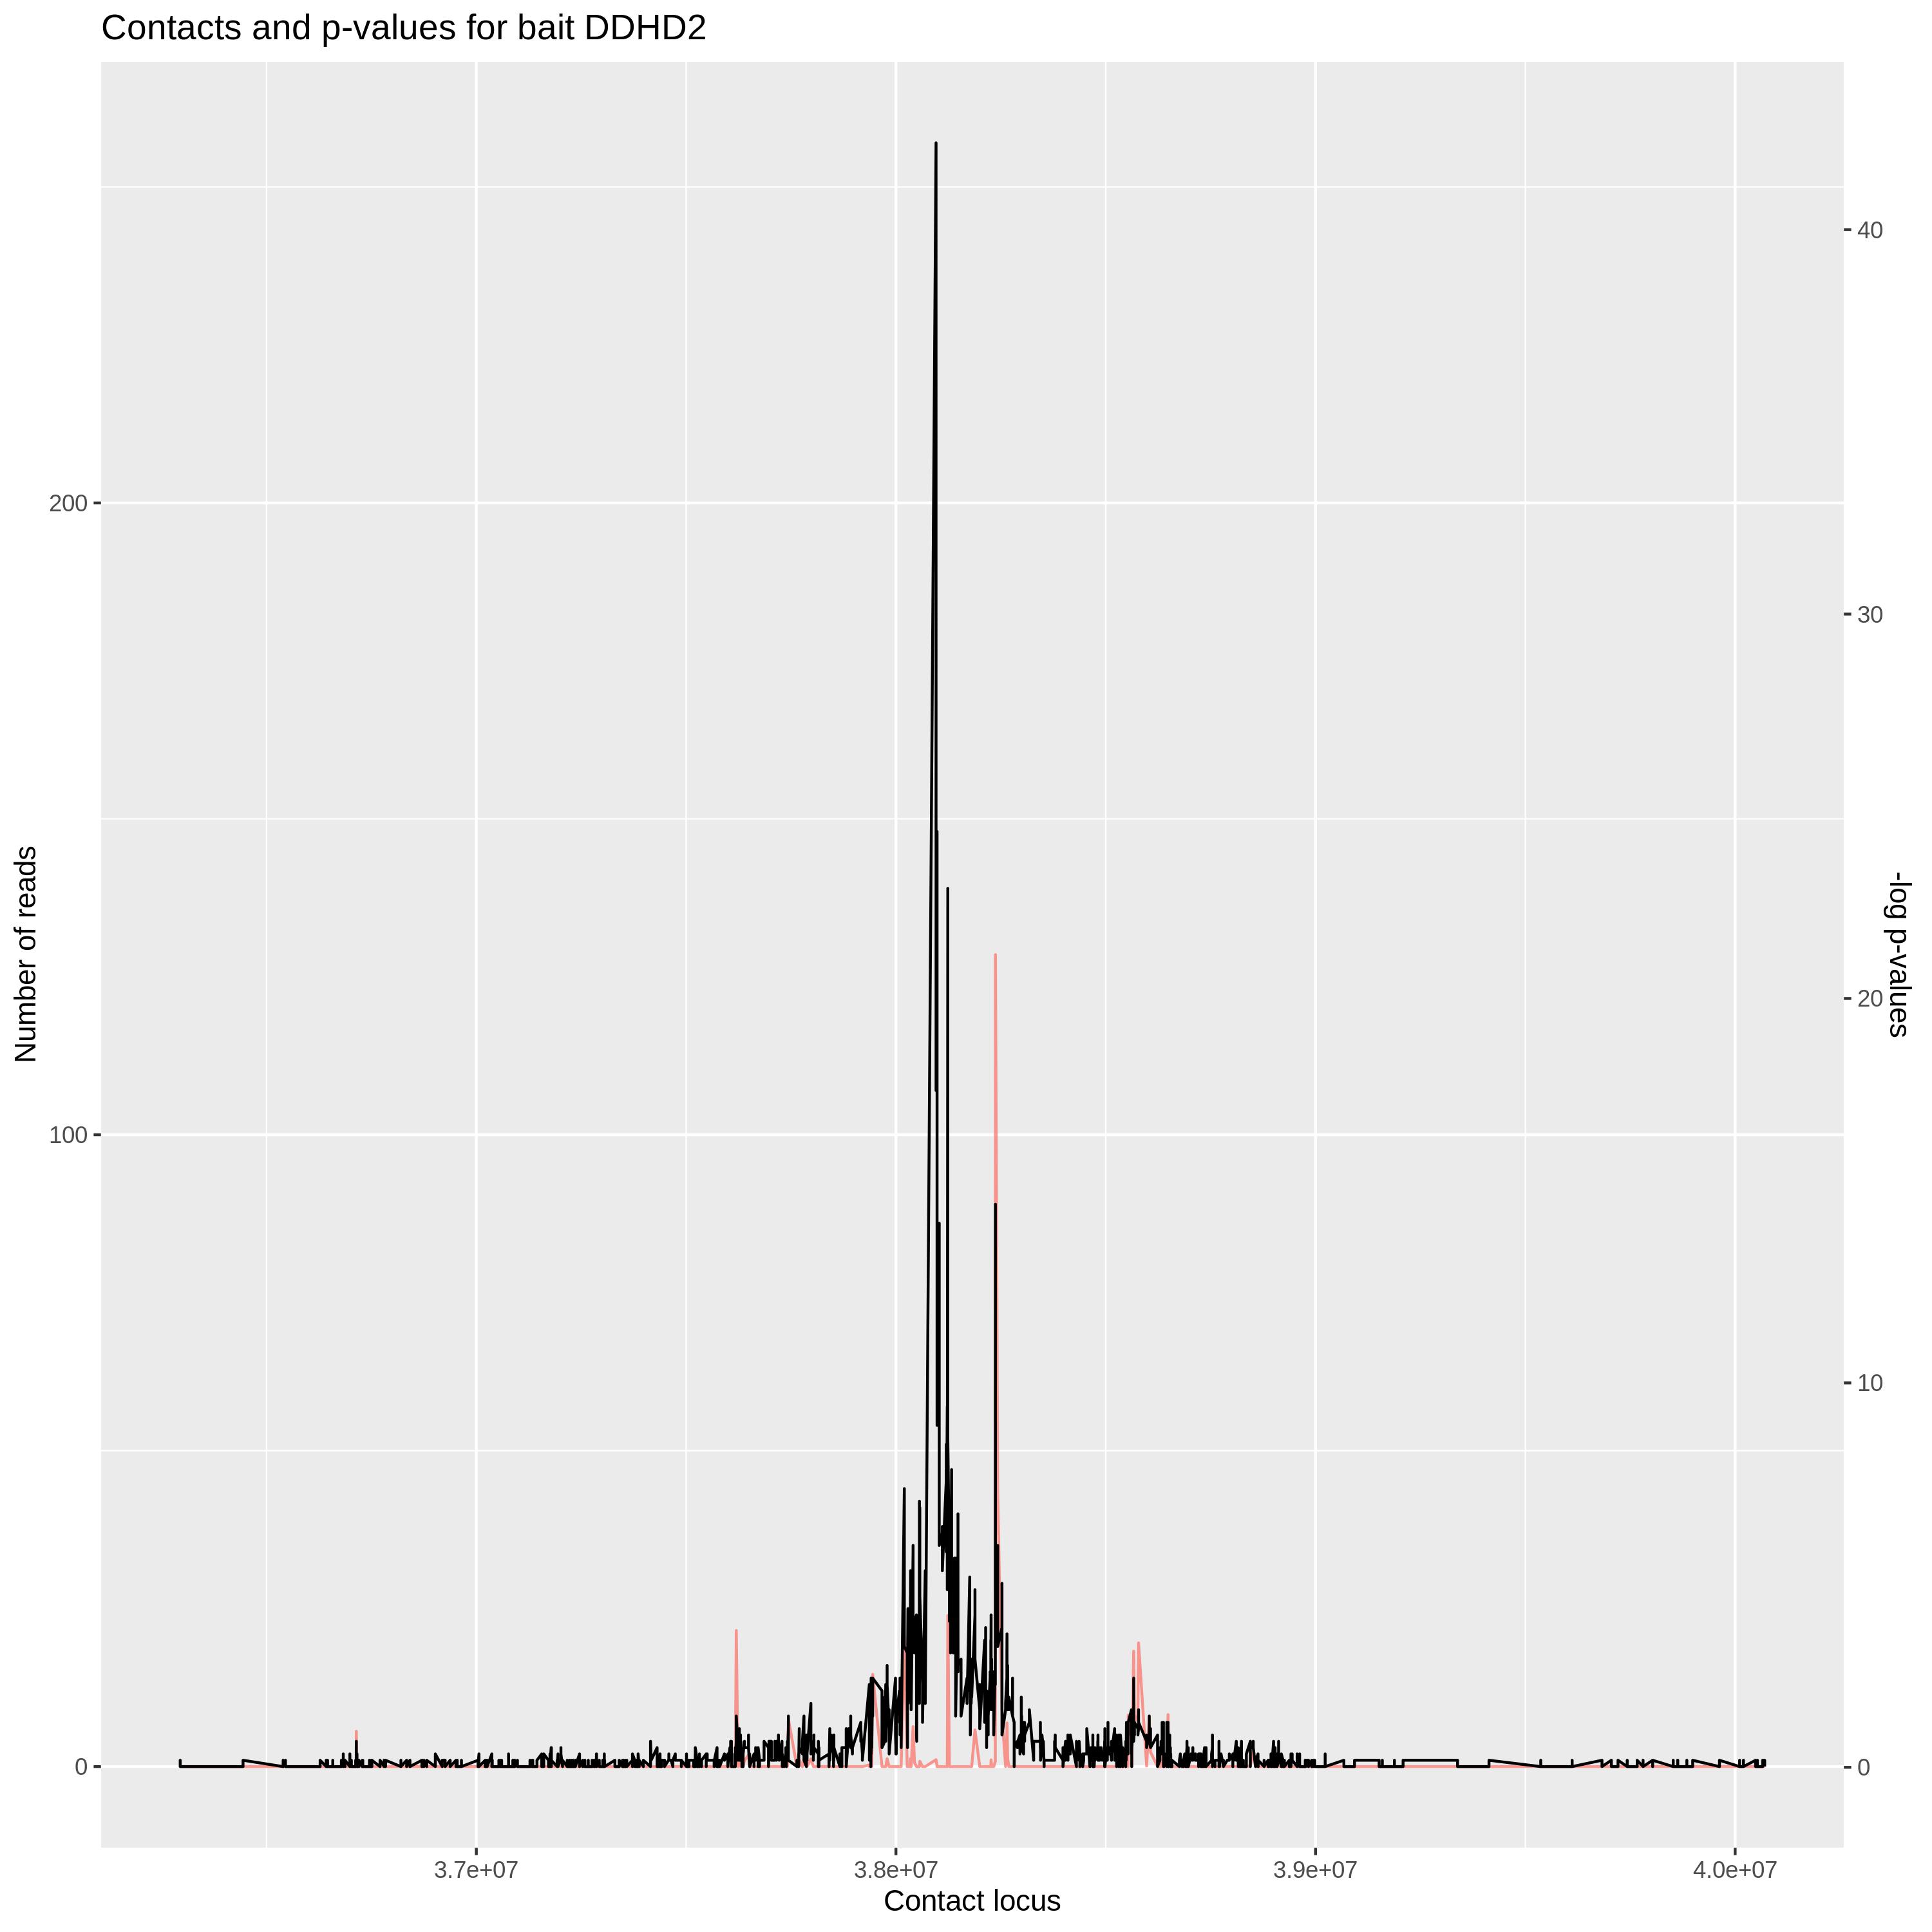 Contacts and p-values for bait DDHD2
Number of reads
200
100
0
40
30
20
10
0
-log p-values
3.7e+07
3.8e+07
3.9e+07
4.0e+07
Contact locus